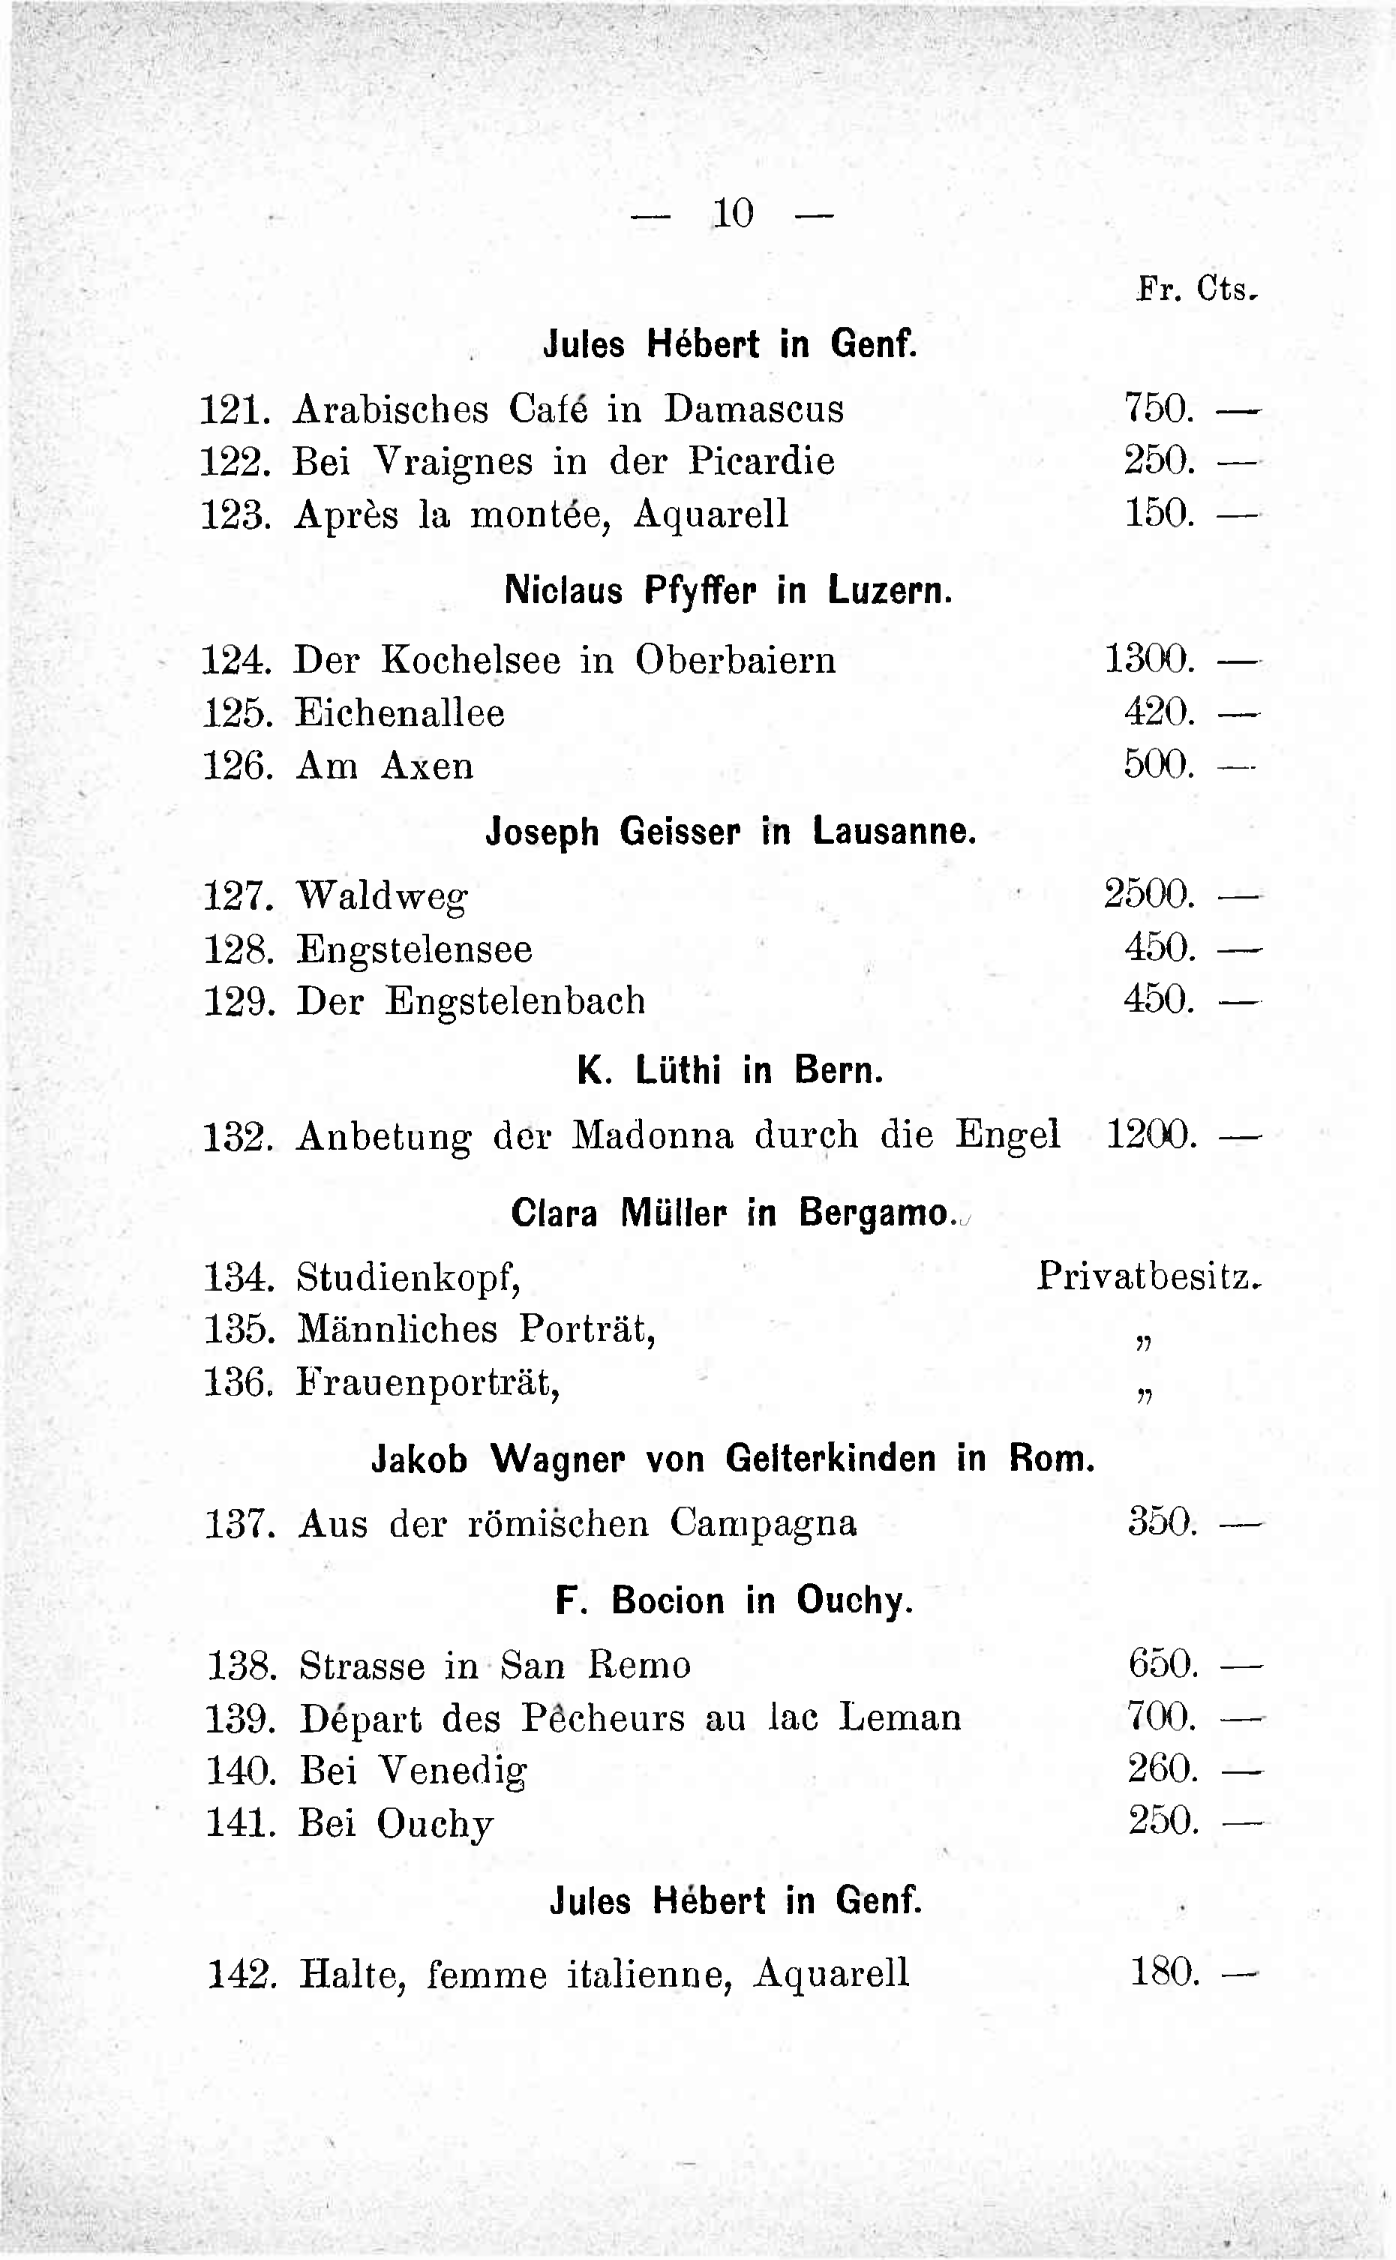 — 10 —
Fr. Cts.
Jules Hébert in Genf.
121. Arabisches Café in Damascus 750. —
122. Bei Vraignes in der Picardie 250. —
123. Après la montée, Aquarell 150. —
Niclaus Pfyffer in Luzern.
124. Der Kochelsee in Oberbaiern 1300. —
125. Eichenallee 420. —
126. Am Axen 500. —
Joseph Geisser in Lausanne.
127. Waldweg 2500. —
128. Engstelensee 450. —
129. Der Engstelenbach 450. —
K. Lüthi in Bern.
132. Anbetung der Madonna durch die Engel 1200. —
Clara Müller in Bergamo.
134. Studienkopf, Privatbesitz.
135. Männliches Porträt, „
136. Frauenporträt, „
Jakob Wagner von Gelterkinden in Rom.
137. Aus der römischen Campagna 350. —
F. Bocion in Ouchy.
138. Strasse in San Remo 650. —
139. Départ des Pêcheurs au lac Leman 700. —
140. Bei Venedig 260. —
141. Bei Ouchy 250. —
Jules Hébert in Genf.
142. Halte, femme italienne, Aquarell 180. —